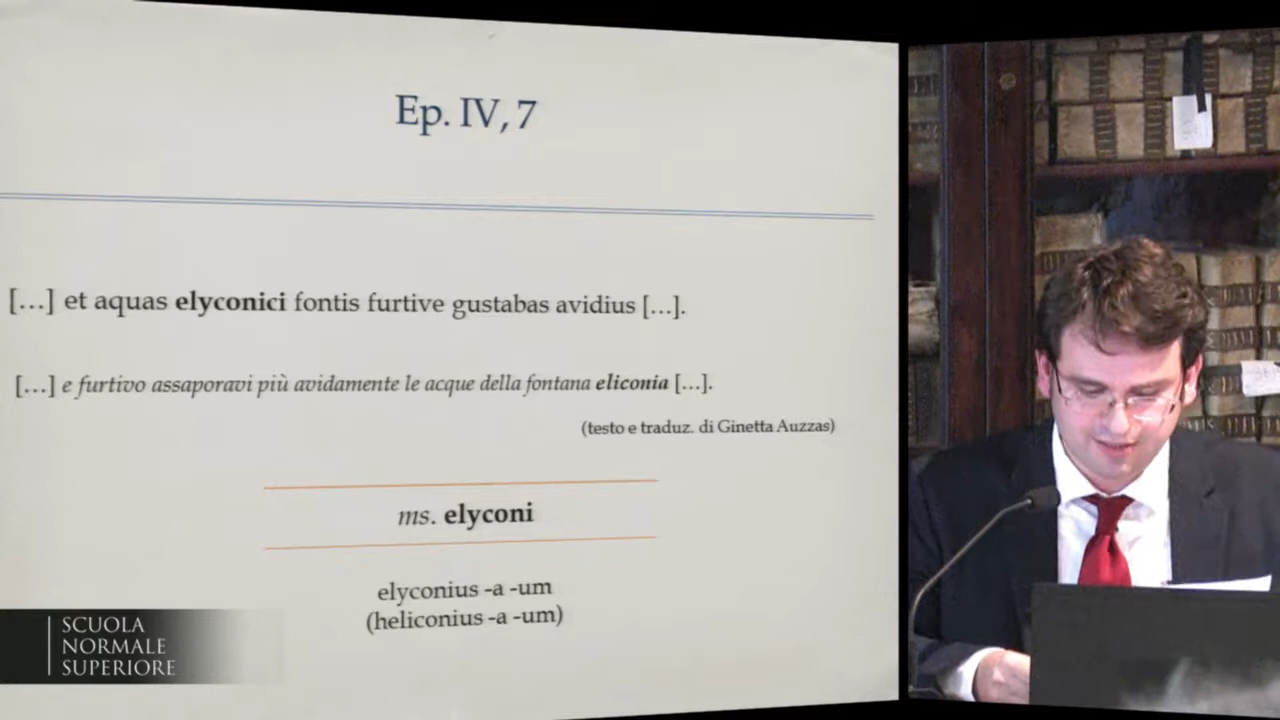 Ep. IV, 7
[…] et aquas elyconici fontis furtive gustabas avidius […].
[…] e furtivo assaporavi più avidamente le acque della fontana eliconia […].
(testo e traduz. di Ginetta Auzzas)
ms. elyconi
elyconius -a -um
(heliconius -a -um)
SCUOLA
NORMALE
SUPERIORE